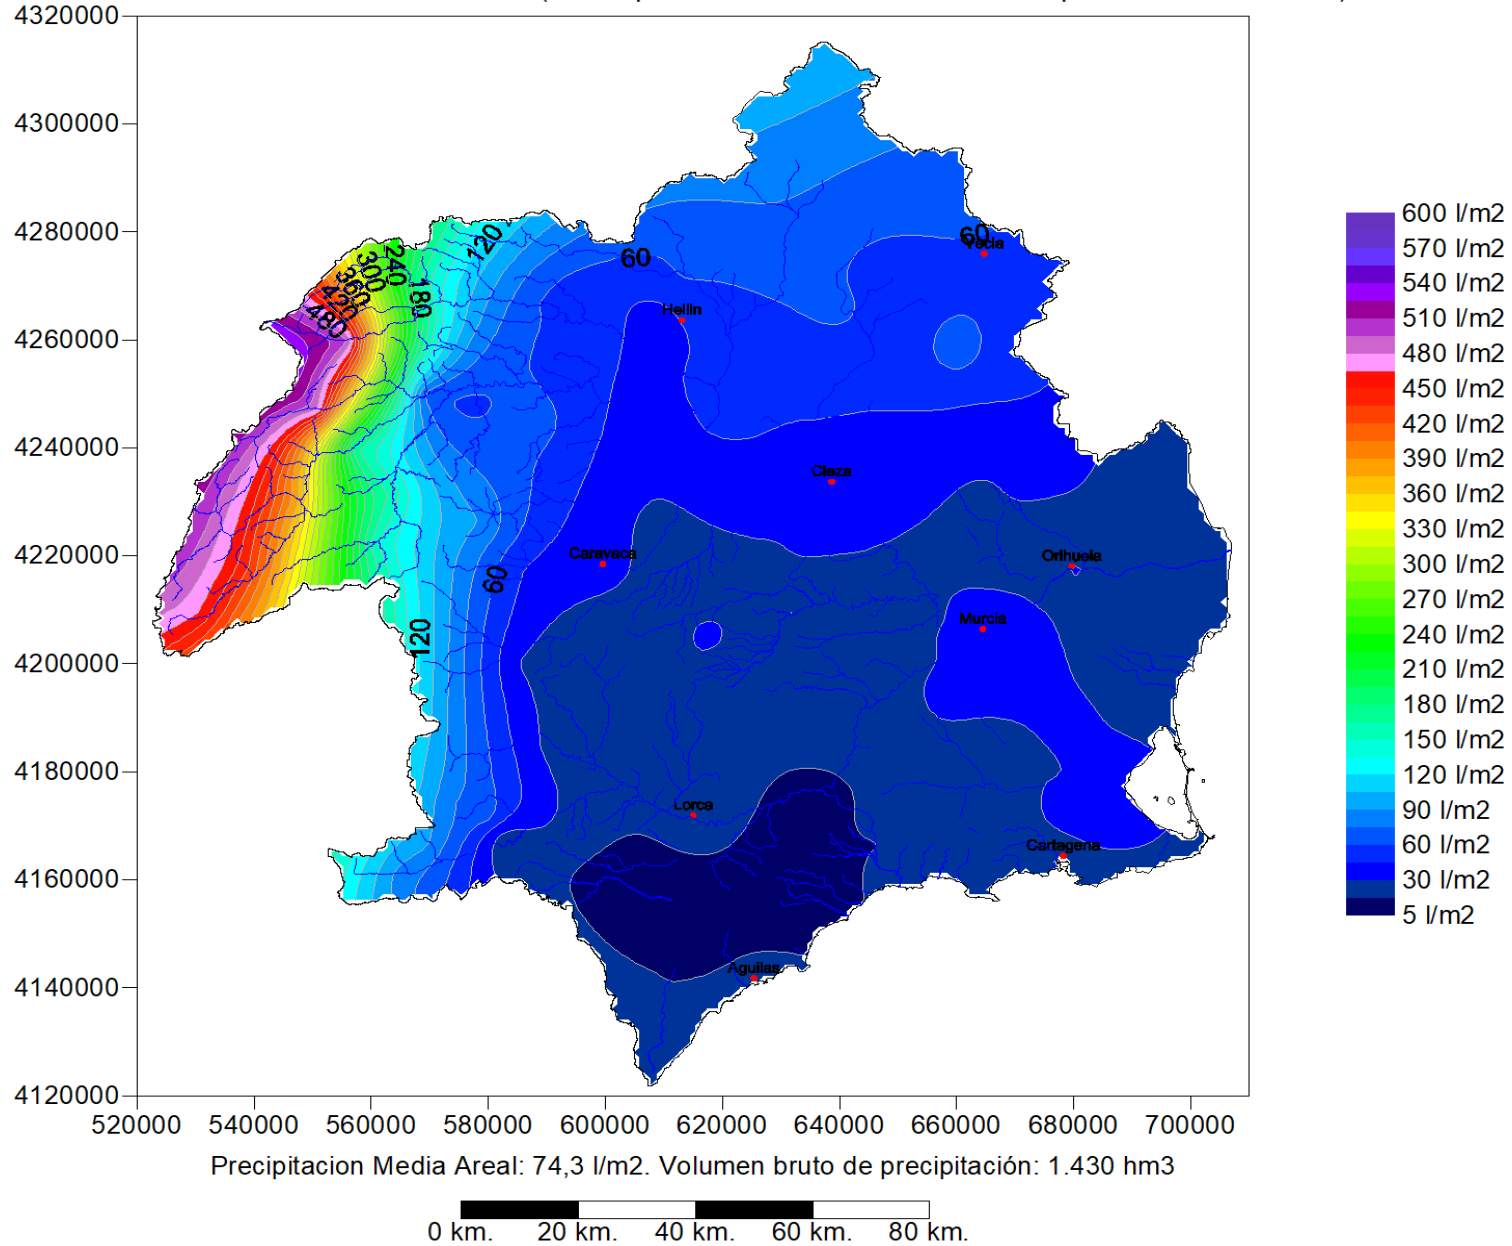 4320000
4300000
4280000
4260000
4240000
4220000
4200000
4180000
4160000
4140000
4120000
520000 540000 560000 580000 600000 620000 640000 660000 680000 700000
120
60
60
Yecla
240
300
360
420
480
180
Hellin
Cieza
Caravaca
Orihuela
60
Murcia
120
Lorca
Cartagena
Aguilas
600 l/m2
570 l/m2
540 l/m2
510 l/m2
480 l/m2
450 l/m2
420 l/m2
390 l/m2
360 l/m2
330 l/m2
300 l/m2
270 l/m2
240 l/m2
210 l/m2
180 l/m2
150 l/m2
120 l/m2
90 l/m2
60 l/m2
30 l/m2
5 l/m2
Precipitacion Media Areal: 74,3 l/m2. Volumen bruto de precipitación: 1.430 hm3
0 km. 20 km. 40 km. 60 km. 80 km.